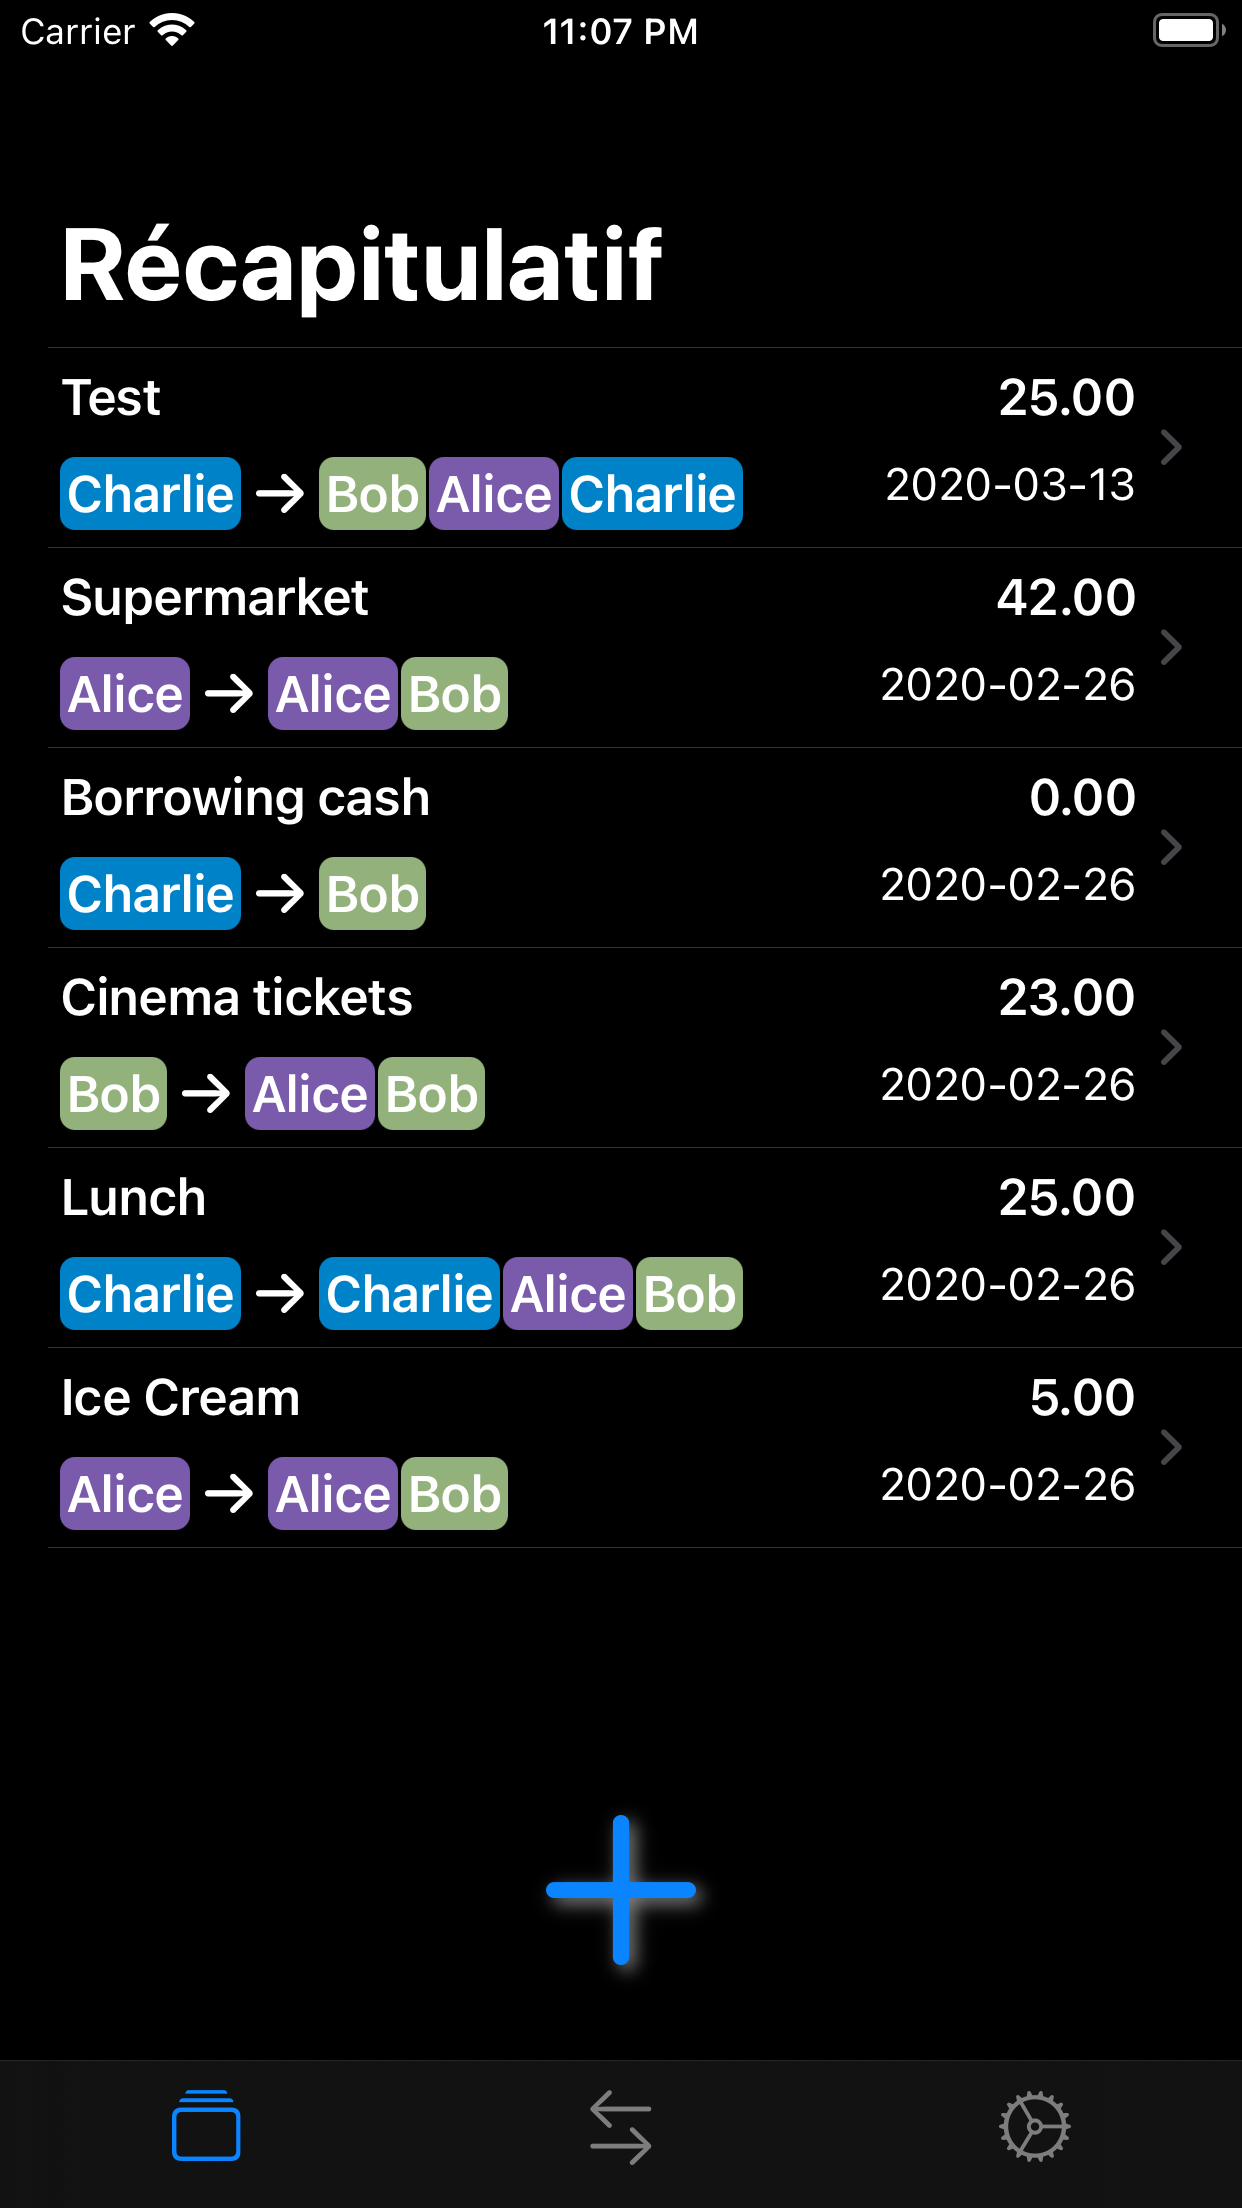 Carrier 11:07 PM
Récapitulatif
Test 25.00
Charlie → Bob Alice Charlie 2020-03-13
Supermarket 42.00
Alice → Alice Bob 2020-02-26
Borrowing cash 0.00
Charlie → Bob 2020-02-26
Cinema tickets 23.00
Bob → Alice Bob 2020-02-26
Lunch 25.00
Charlie → Charlie Alice Bob 2020-02-26
Ice Cream 5.00
Alice → Alice Bob 2020-02-26